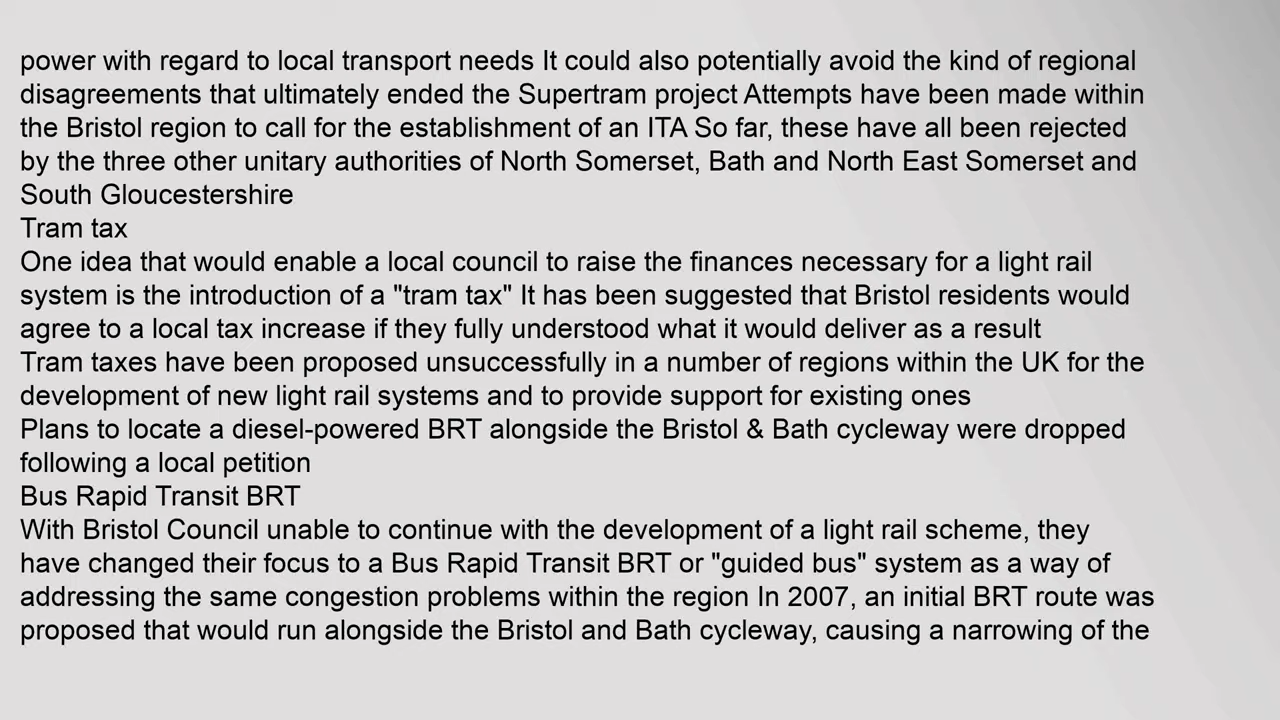 power with regard to local transport needs It could also potentially avoid the kind of regional
disagreements that ultimately ended the Supertram project Attempts have been made within
the Bristol region to call for the establishment of an ITA So far, these have all been rejected
by the three other unitary authorities of North Somerset, Bath and North East Somerset and
South Gloucestershire
Tram tax
One idea that would enable a local council to raise the finances necessary for a light rail
system is the introduction of a "tram tax" It has been suggested that Bristol residents would
agree to a local tax increase if they fully understood what it would deliver as a result
Tram taxes have been proposed unsuccessfully in a number of regions within the UK for the
development of new light rail systems and to provide support for existing ones
Plans to locate a diesel-powered BRT alongside the Bristol & Bath cycleway were dropped
following a local petition
Bus Rapid Transit BRT
With Bristol Council unable to continue with the development of a light rail scheme, they
have changed their focus to a Bus Rapid Transit BRT or "guided bus" system as a way of
addressing the same congestion problems within the region In 2007, an initial BRT route was
proposed that would run alongside the Bristol and Bath cycleway, causing a narrowing of the